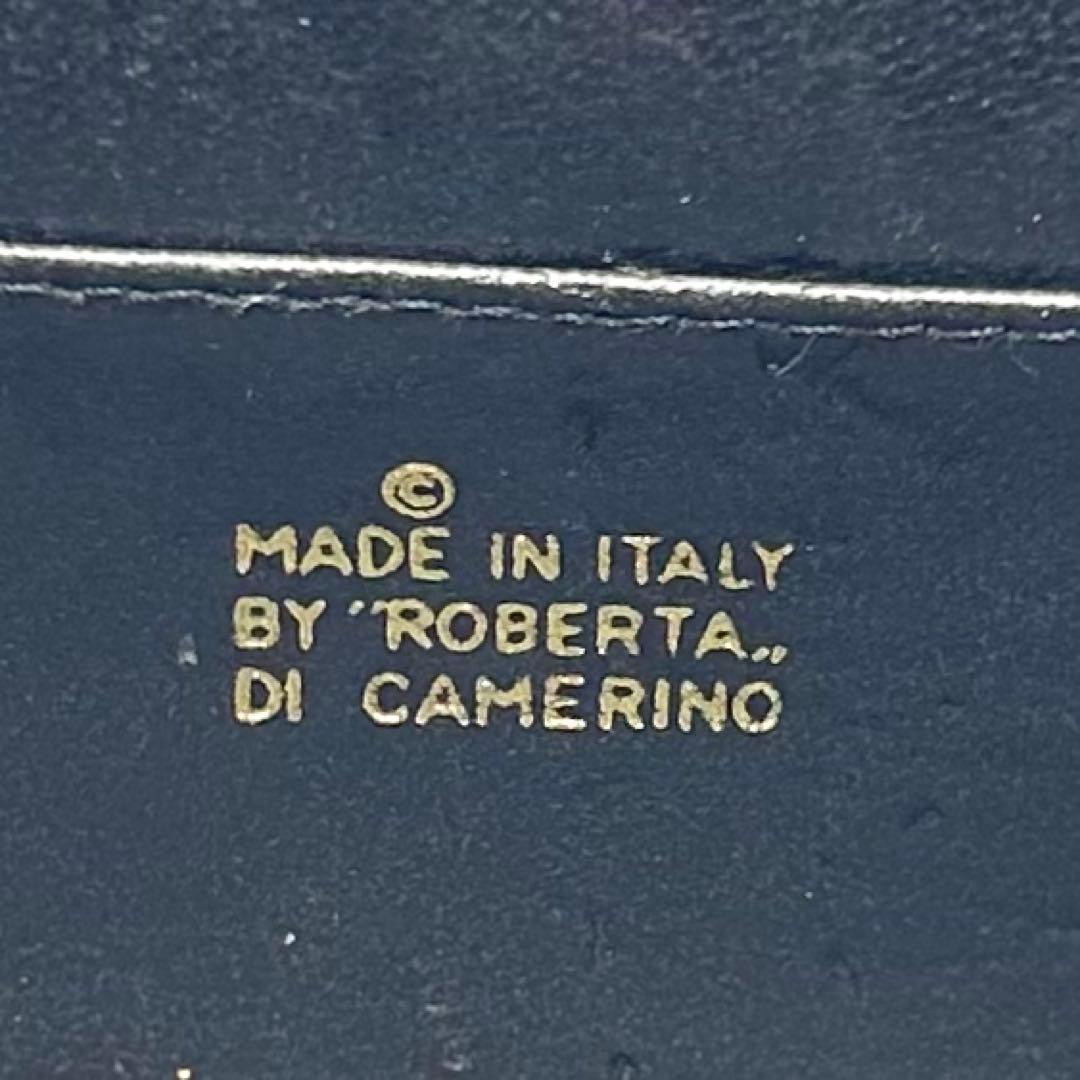 ©
MADE IN ITALY
BY "ROBERTA„
DI CAMERINO